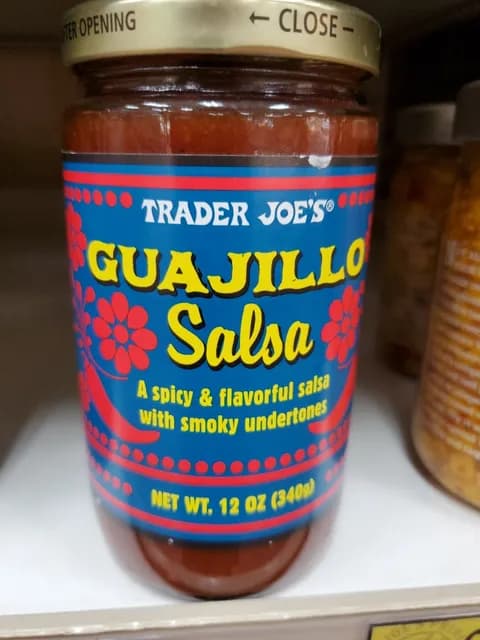 TER OPENING ← CLOSE –
TRADER JOE'S®
GUAJILLO
Salsa
A spicy & flavorful salsa
with smoky undertones
NET WT. 12 OZ (340g)